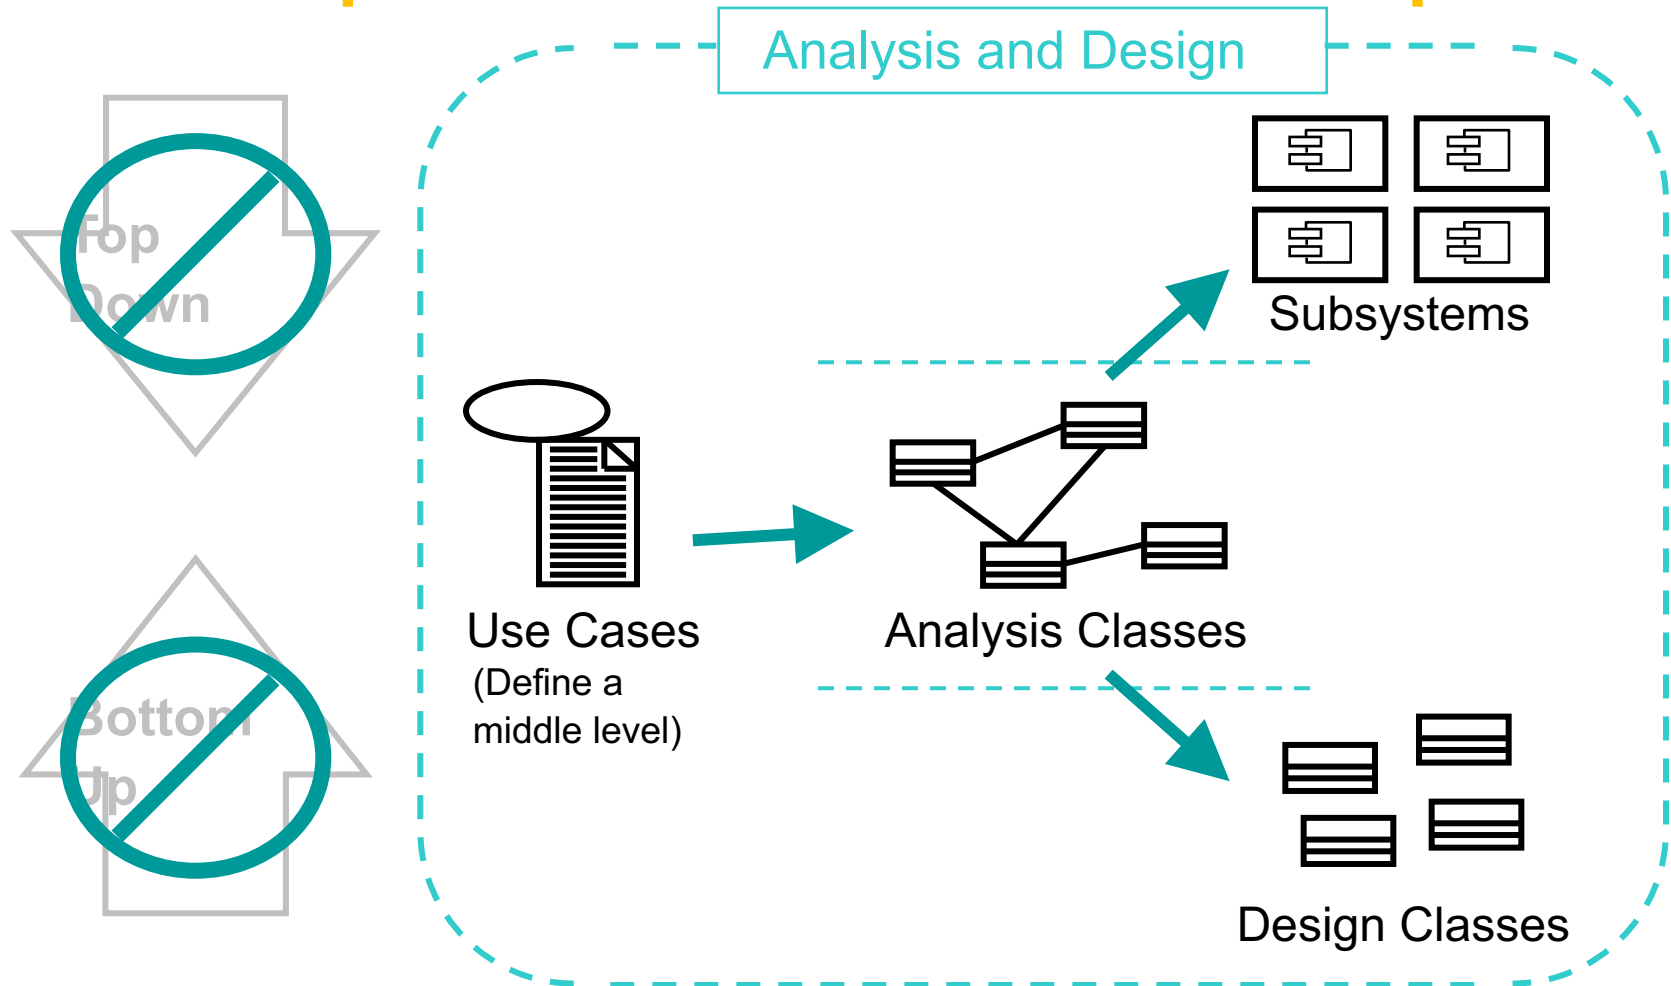 Analysis and Design
Top
Down
Subsystems
Use Cases
(Define a
middle level)
Analysis Classes
Bottom
Up
Design Classes